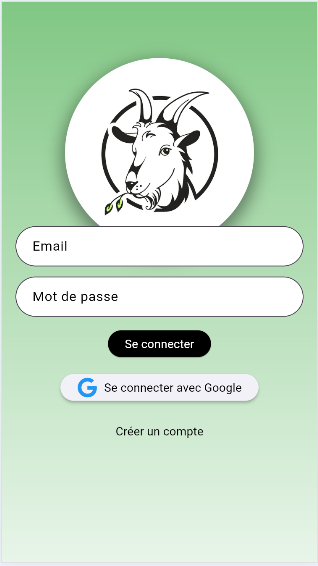 Email
Mot de passe
Se connecter
Se connecter avec Google
Créer un compte